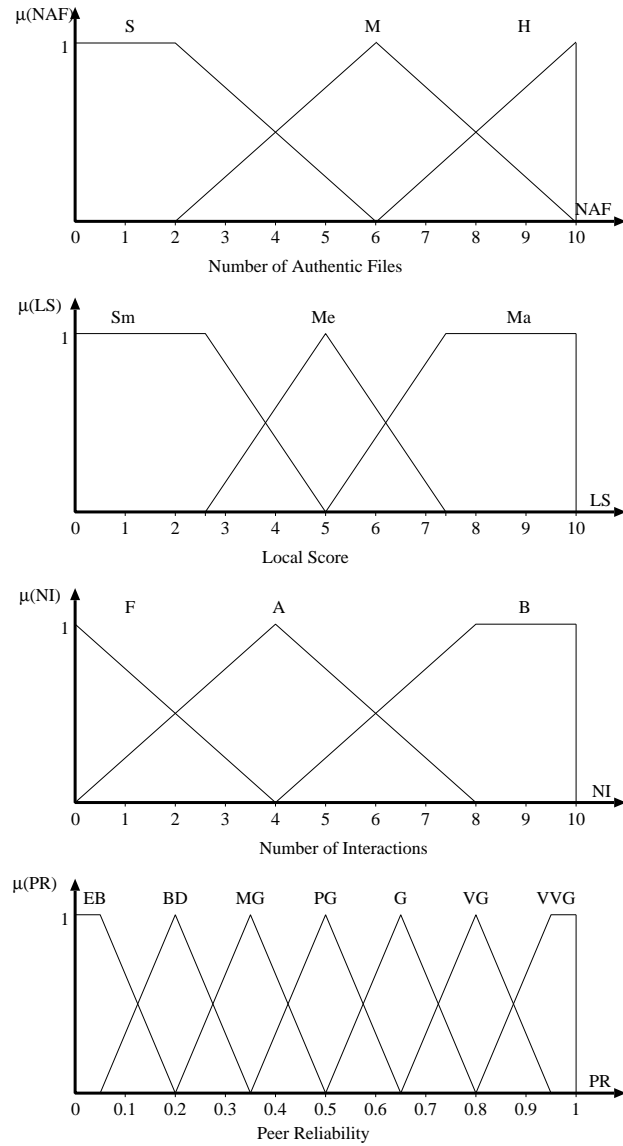 μ(NAF)
S M H
1
NAF
0 1 2 3 4 5 6 7 8 9 10
Number of Authentic Files
μ(LS)
Sm Me Ma
1
LS
0 1 2 3 4 5 6 7 8 9 10
Local Score
μ(NI)
F A B
1
NI
0 1 2 3 4 5 6 7 8 9 10
Number of Interactions
μ(PR)
EB BD MG PG G VG VVG
1
PR
0 0.1 0.2 0.3 0.4 0.5 0.6 0.7 0.8 0.9 1
Peer Reliability